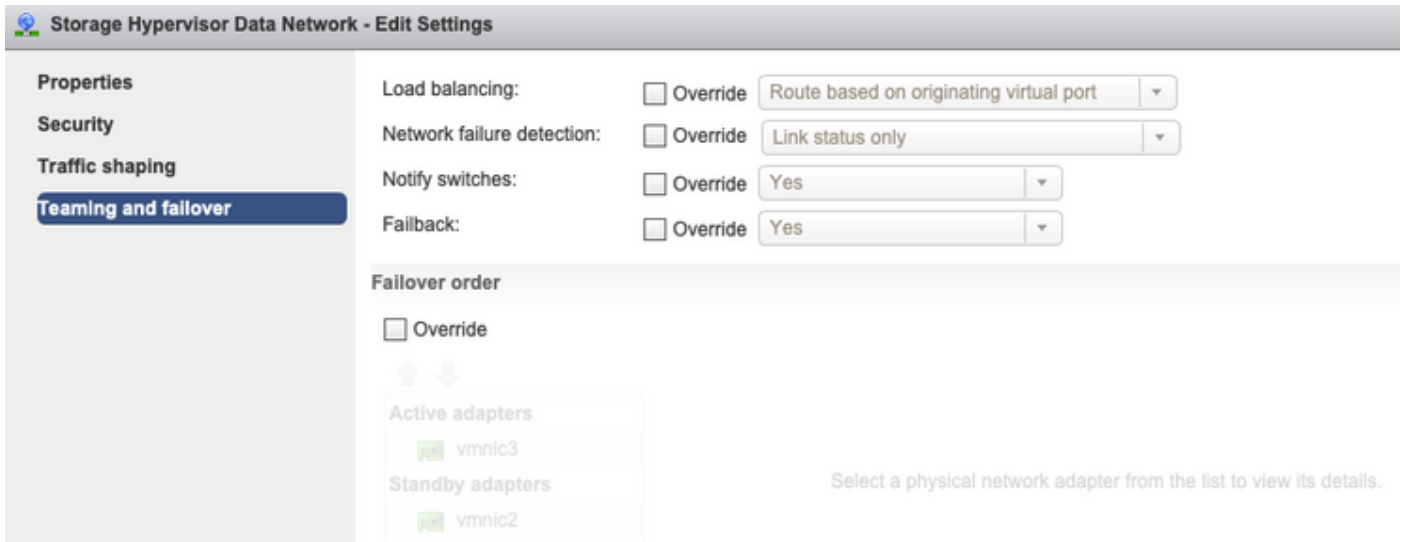 Storage Hypervisor Data Network - Edit Settings
Properties
Security
Traffic shaping
Teaming and failover
Load balancing: Override Route based on originating virtual port
Network failure detection: Override Link status only
Notify switches: Override Yes
Failback: Override Yes
Failover order
Override
Active adapters
vmnic3
Standby adapters
vmnic2
Select a physical network adapter from the list to view its details.